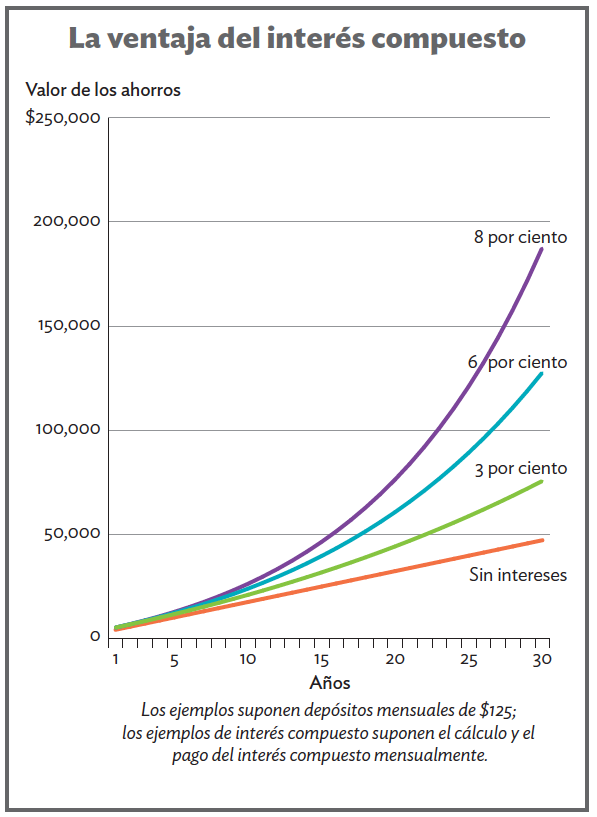 La ventaja del interés compuesto
Valor de los ahorros
$250,000
200,000
8 por ciento
150,000
6 por ciento
100,000
3 por ciento
50,000
Sin intereses
0
1 5 10 15 20 25 30
Años
Los ejemplos suponen depósitos mensuales de $125;
los ejemplos de interés compuesto suponen el cálculo y el
pago del interés compuesto mensualmente.